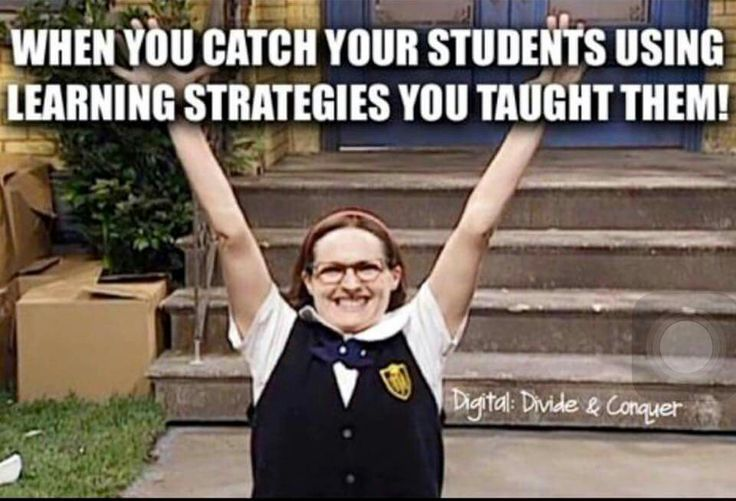 WHEN YOU CATCH YOUR STUDENTS USING
LEARNING STRATEGIES YOU TAUGHT THEM!
Digital: Divide & Conquer